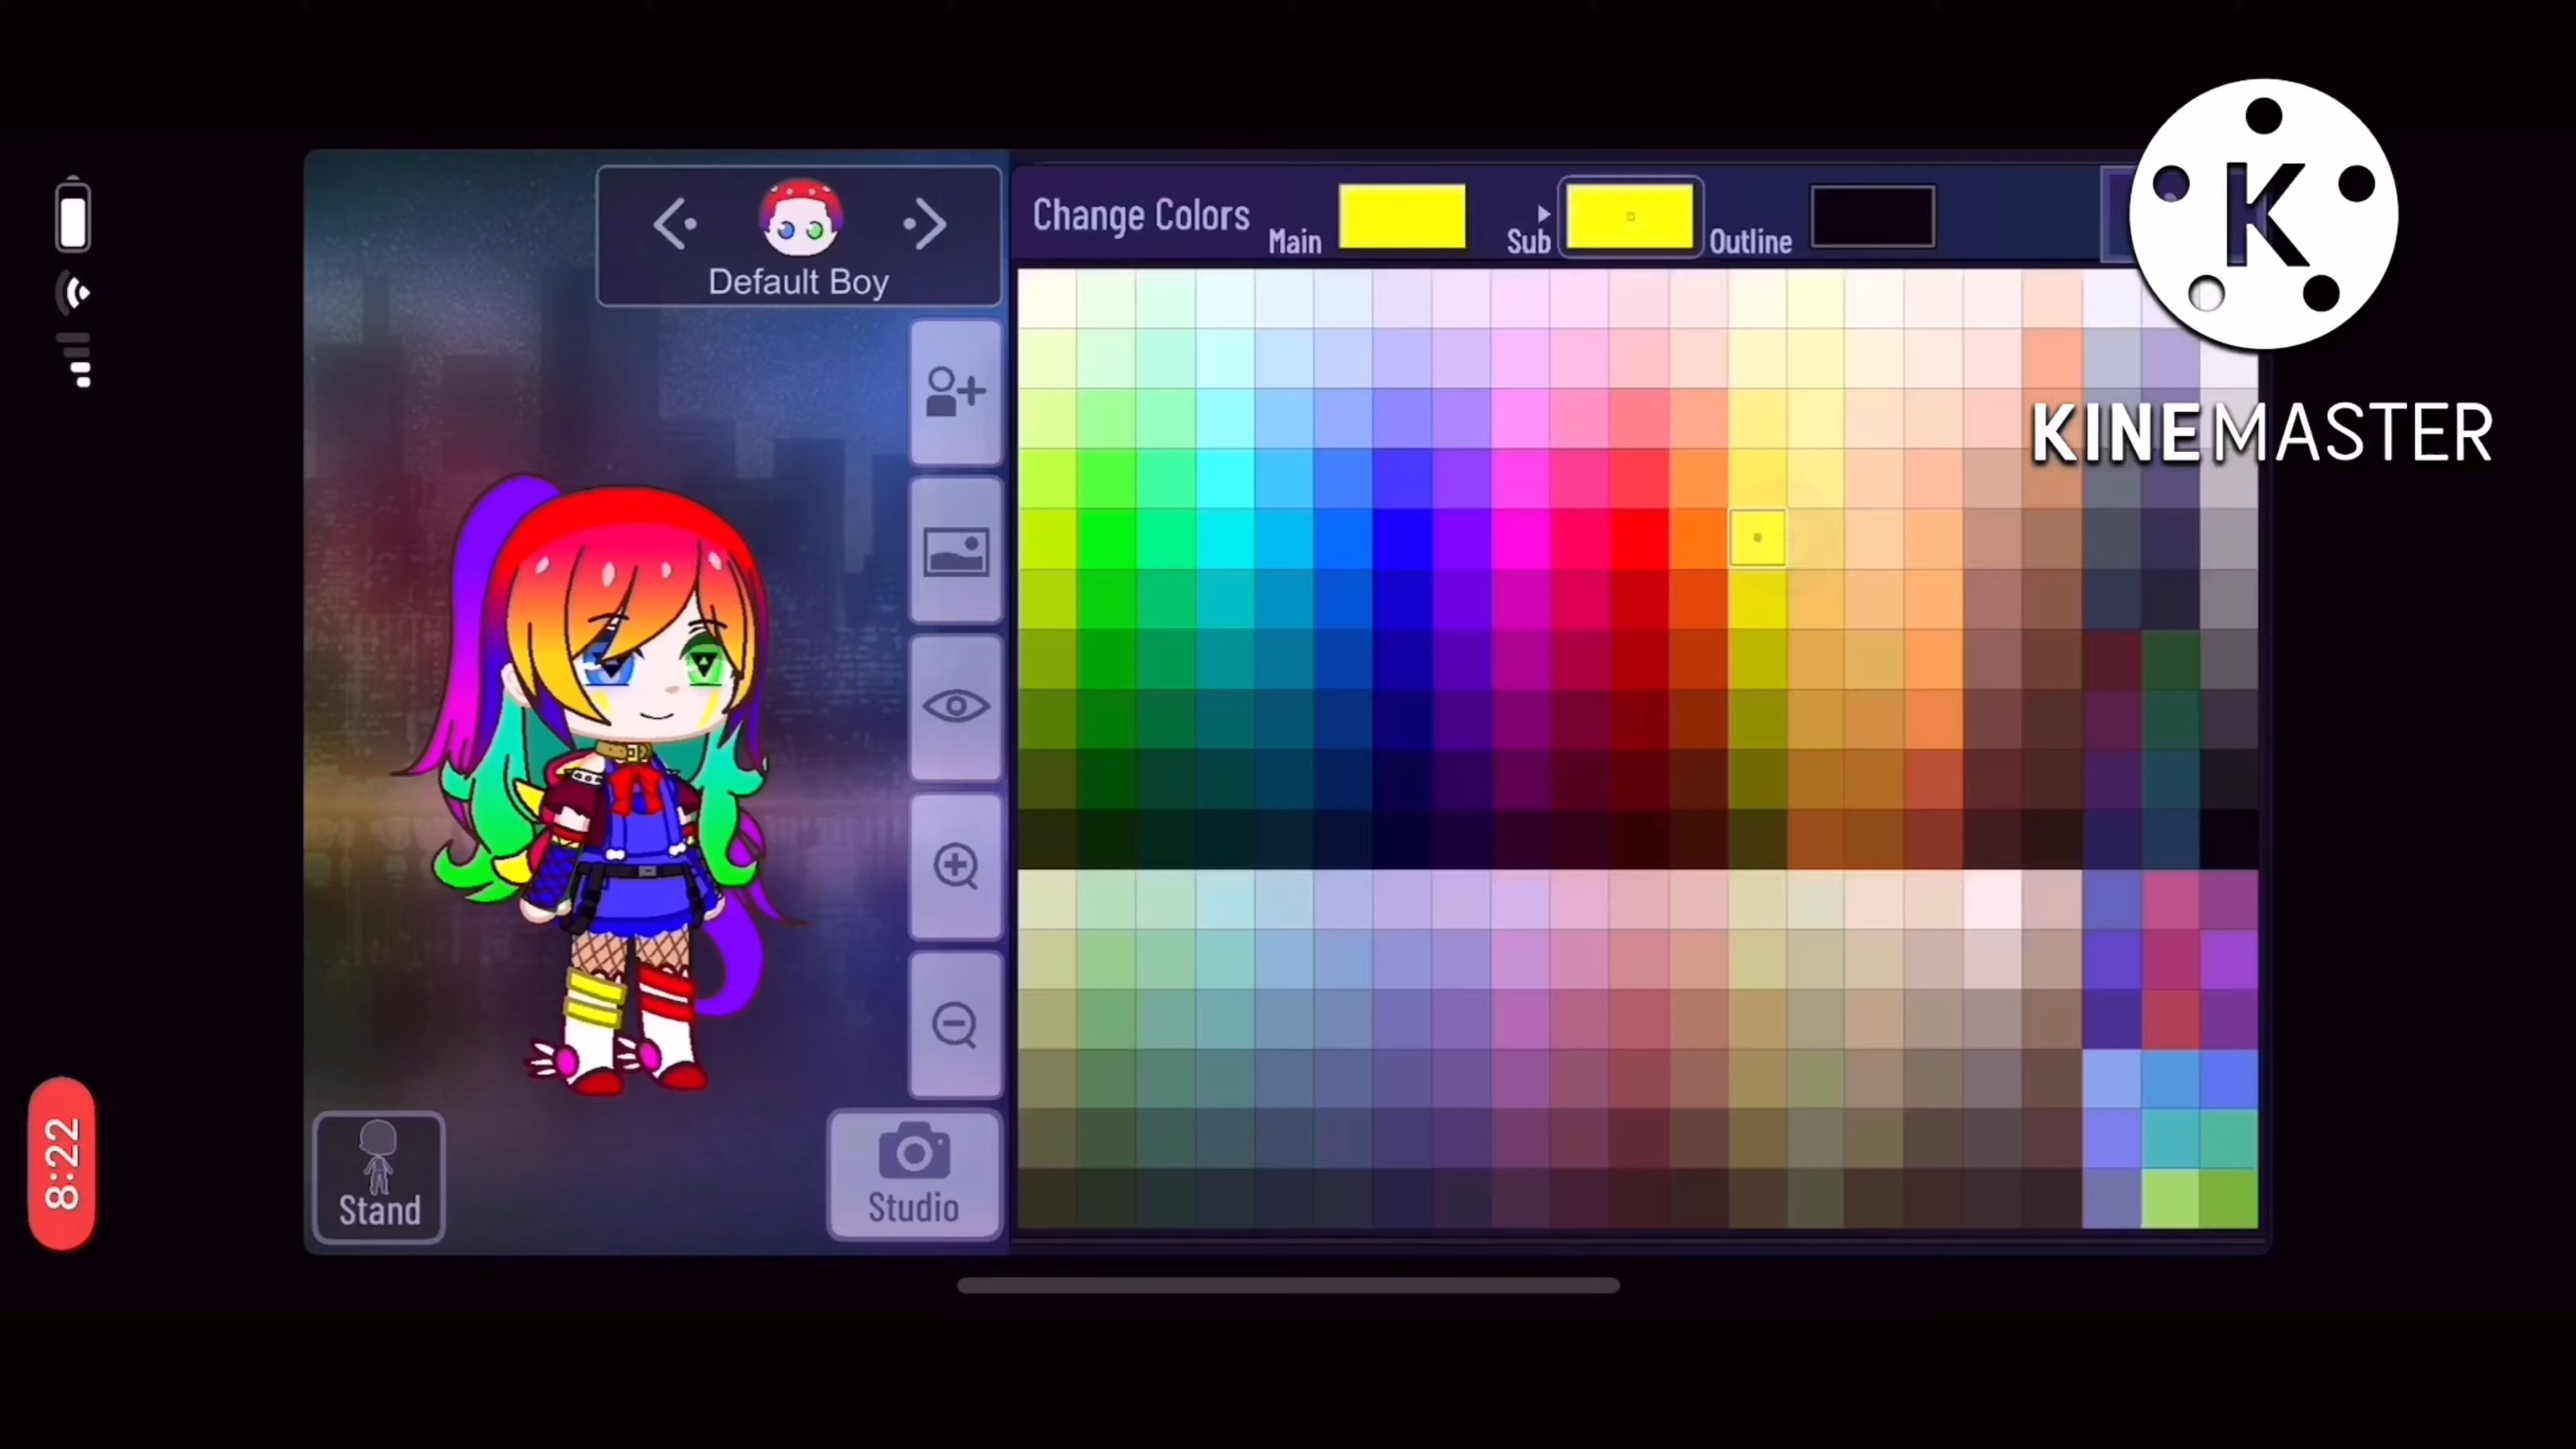 Change Colors
Main
Sub
Outline
Default Boy
K
KINEMASTER
8:22
Stand
Studio